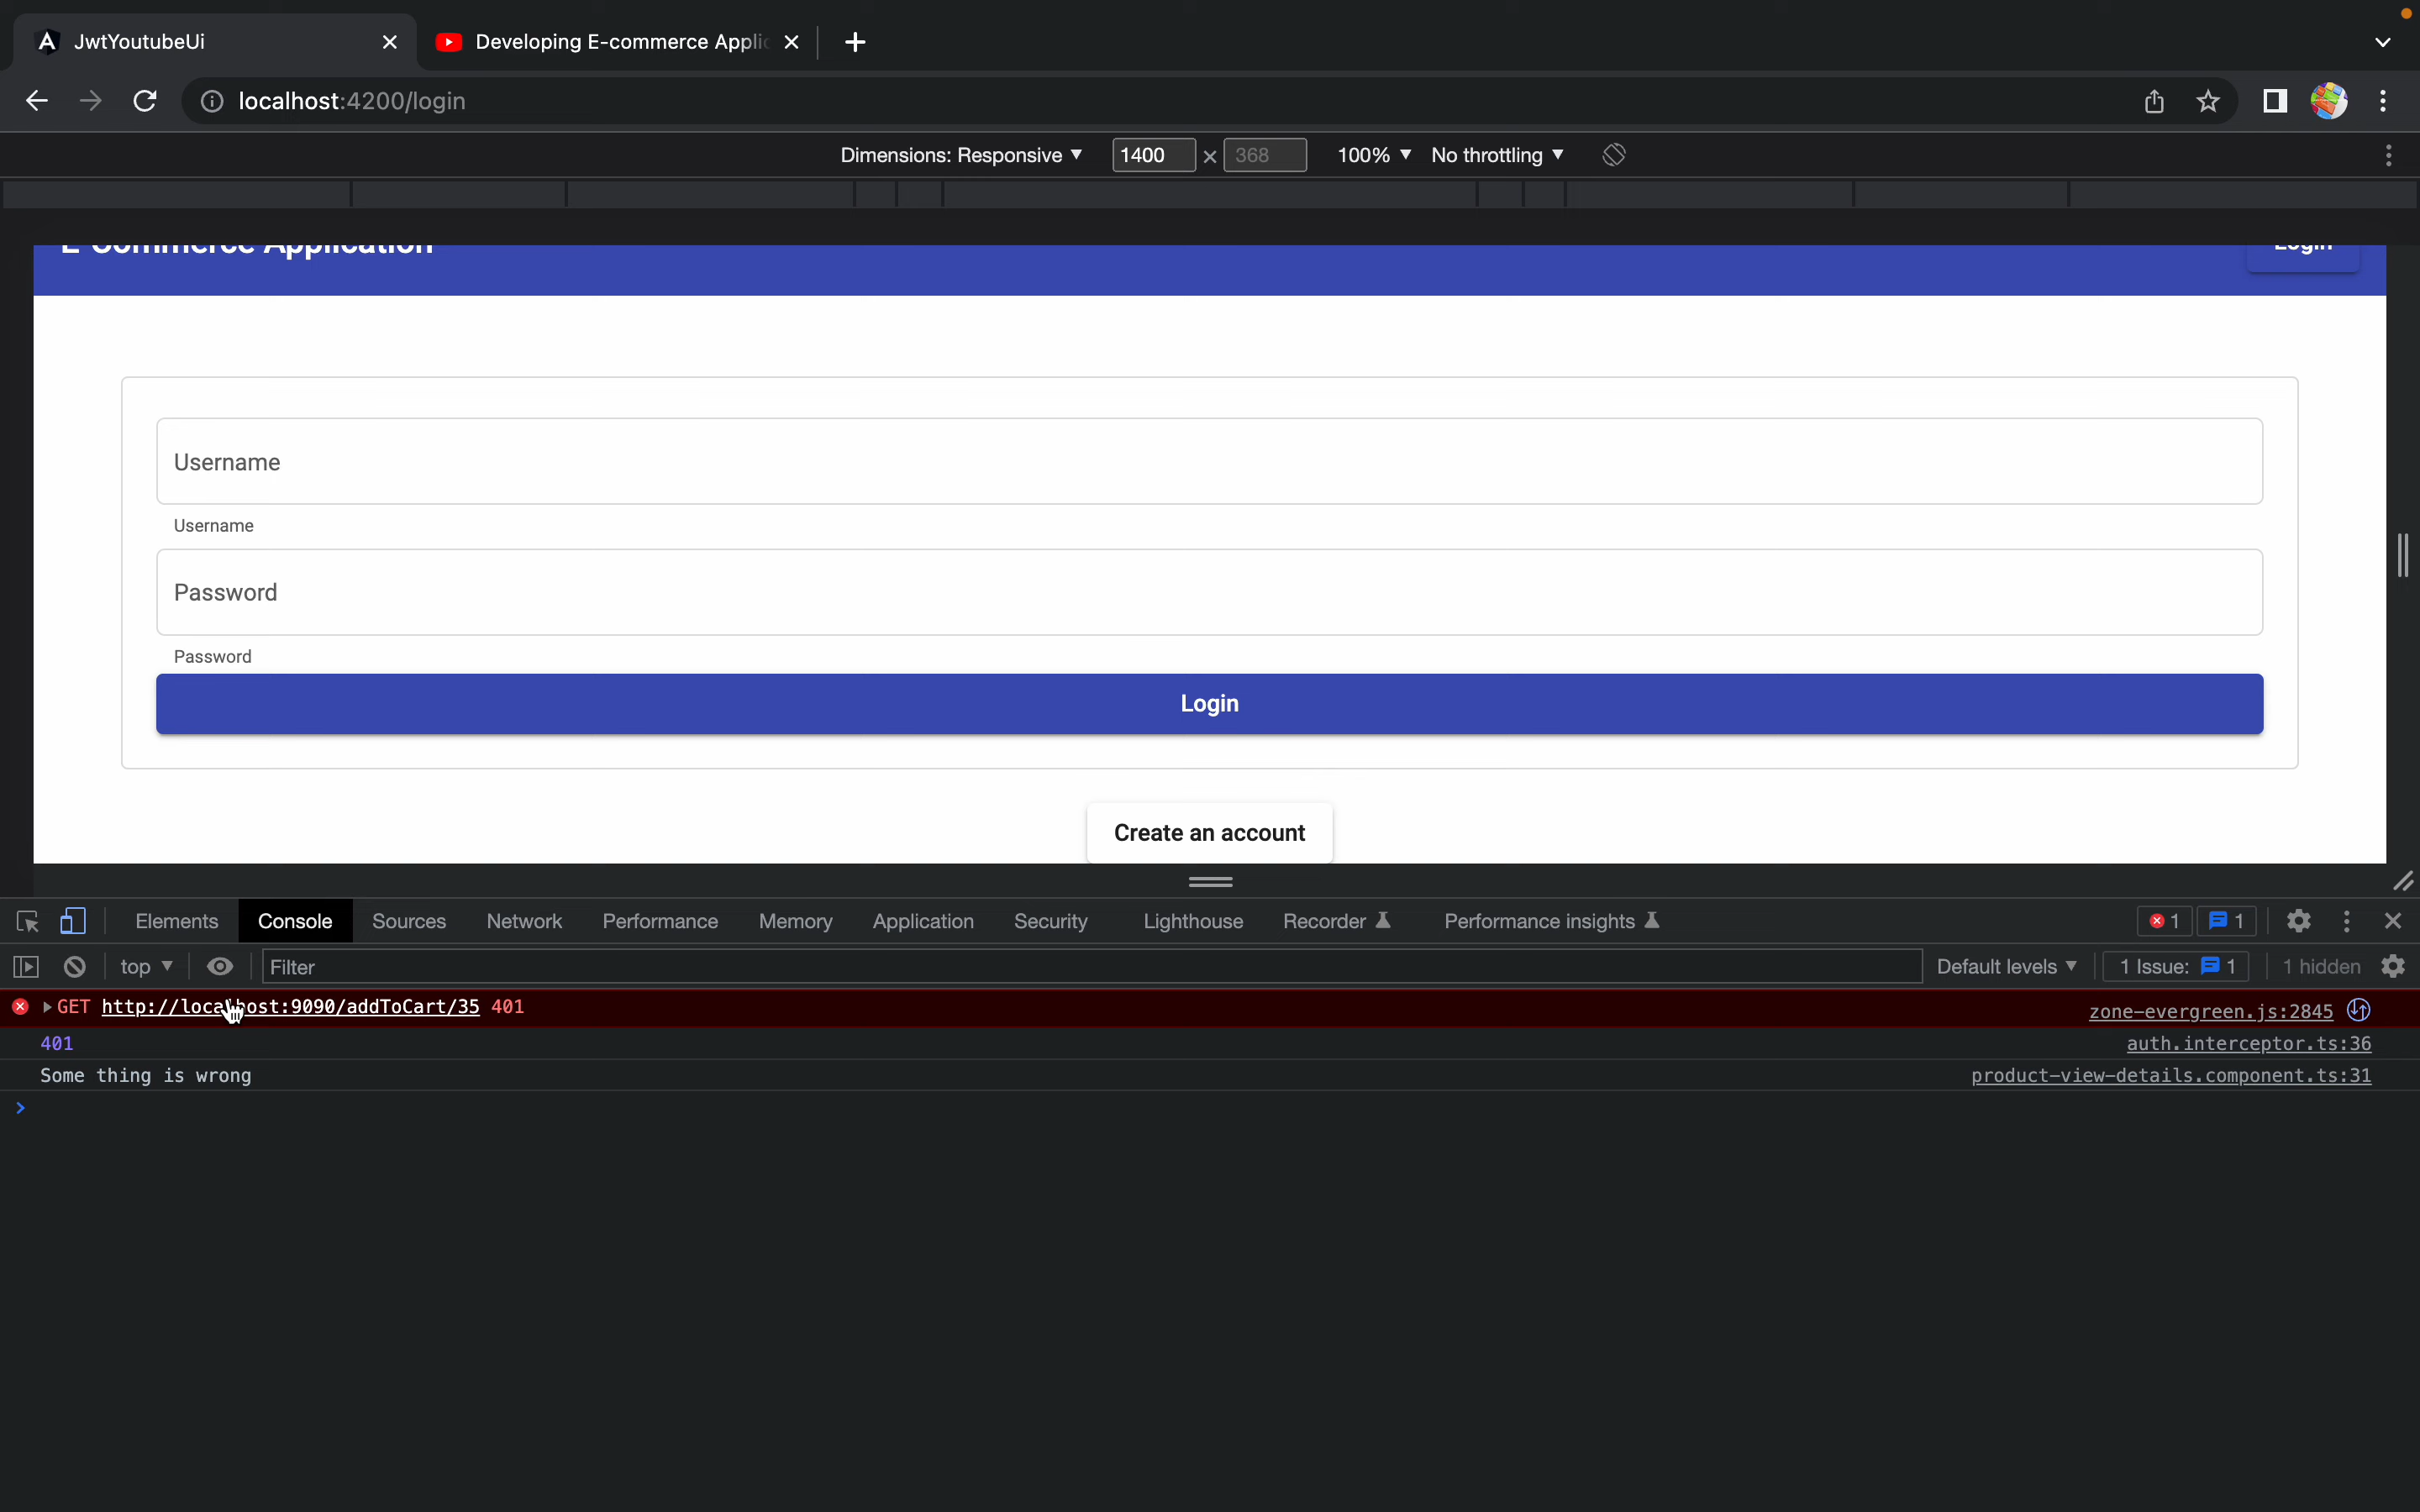 JwtYoutubeUi
Developing E-commerce Applic
localhost:4200/login
Dimensions: Responsive 1400 × 368 100% No throttling
E-Commerce Application Login
Username
Username
Password
Password
Login
Create an account
Elements Console Sources Network Performance Memory Application Security Lighthouse Recorder Performance insights 1 1
top Filter Default levels 1 Issue: 1 1 hidden
GET http://localhost:9090/addToCart/35 401 zone-evergreen.js:2845
401 auth.interceptor.ts:36
Some thing is wrong product-view-details.component.ts:31